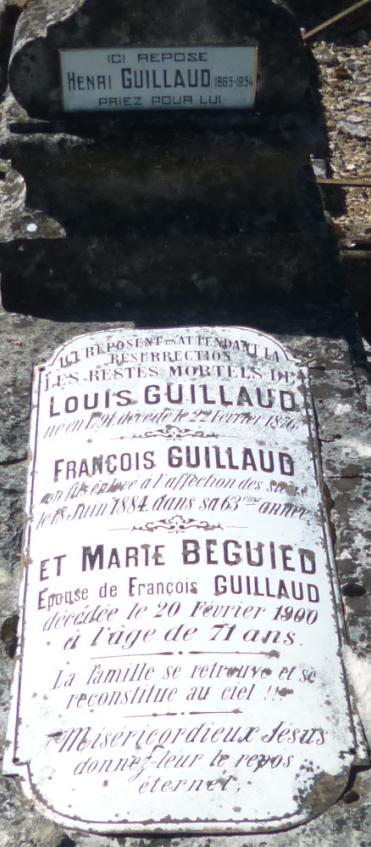 ICI REPOSE
HENRI GUILLAUD 1863-1934
PRIEZ POUR LUI
ICI REPOSENT EN ATTENDANT LA
RESURRECTION
LES RESTES MORTELS DE
LOUIS GUILLAUD
né en 1791 décédé le 22 Février 1876
FRANÇOIS GUILLAUD
son fils enlevé à l'affection des siens
le Juin 1884 dans sa 63ème année
ET MARIE BEGUIED
Epouse de François GUILLAUD
décédée le 20 Février 1900
à l'âge de 71 ans.
La famille se retrouve et se
reconstitue au ciel !!!
Miséricordieux Jésus
donnez-leur le repos
éternel,